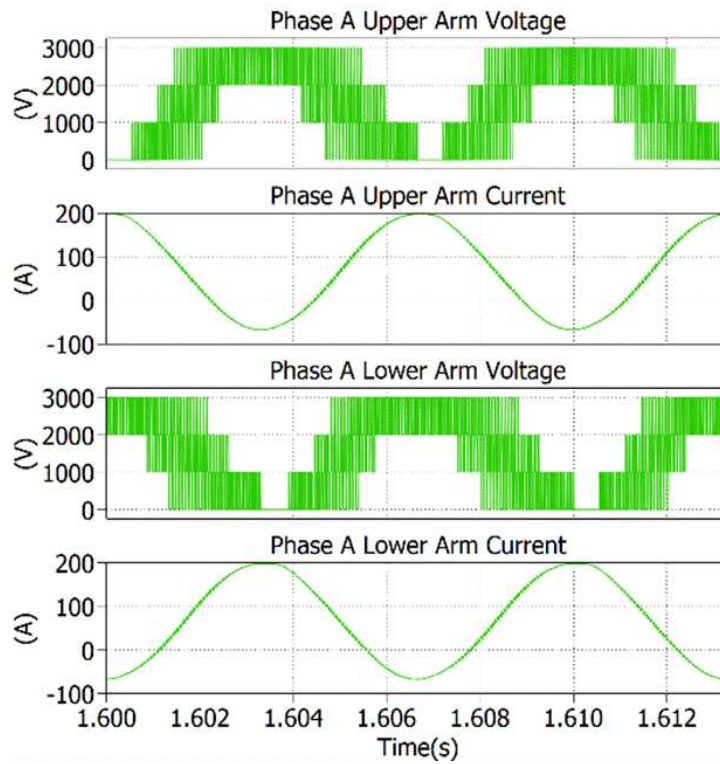 Phase A Upper Arm Voltage
3000
2000
1000
0
(V)
Phase A Upper Arm Current
200
100
0
-100
(A)
Phase A Lower Arm Voltage
3000
2000
1000
0
(V)
Phase A Lower Arm Current
200
100
0
-100
(A)
1.600 1.602 1.604 1.606 1.608 1.610 1.612
Time(s)